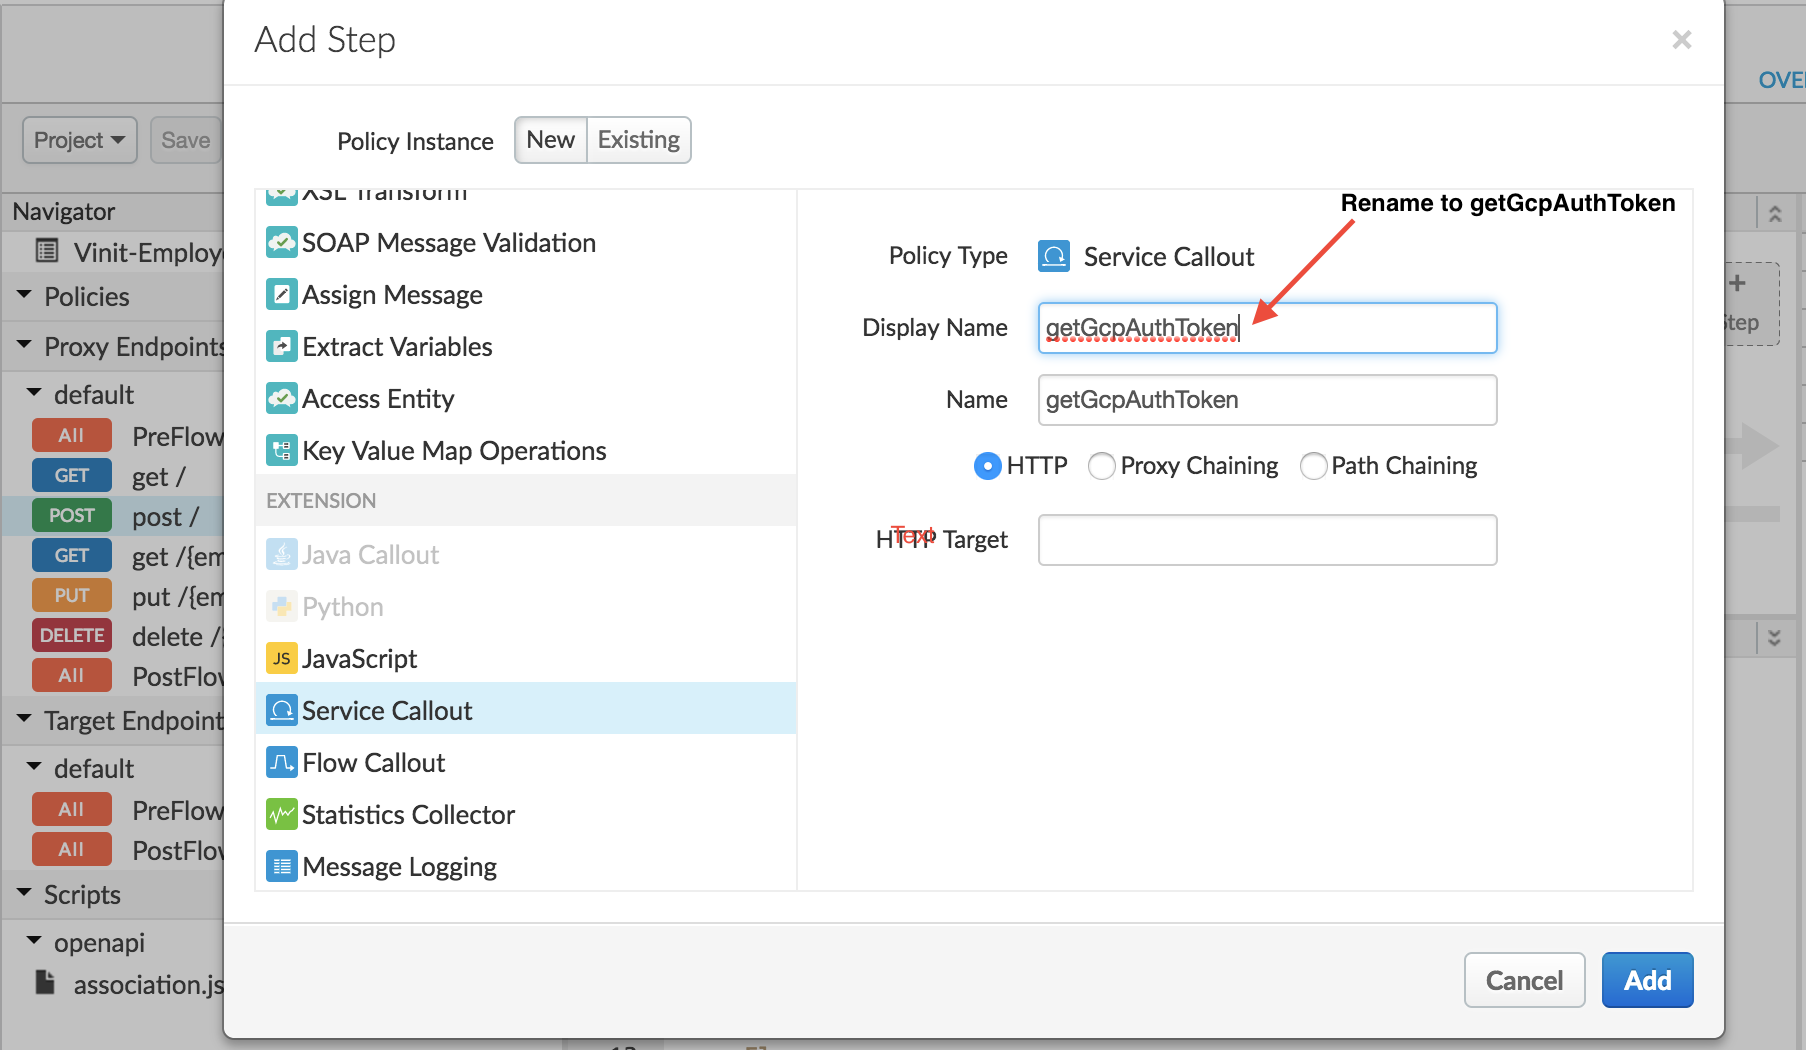 Add Step
×
OVE
Project
Save
Policy Instance
New
Existing
Navigator
Vinit-Employe
Policies
Proxy Endpoints
default
All PreFlow
GET get /
POST post /
GET get /{em
PUT put /{em
DELETE delete /
All PostFlow
Target Endpoint
default
All PreFlow
All PostFlow
Scripts
openapi
association.js
XSL Transform
SOAP Message Validation
Assign Message
Extract Variables
Access Entity
Key Value Map Operations
EXTENSION
Java Callout
Python
JS JavaScript
Service Callout
Flow Callout
Statistics Collector
Message Logging
Rename to getGcpAuthToken
Policy Type Service Callout
Display Name getGcpAuthToken
Name getGcpAuthToken
HTTP Proxy Chaining Path Chaining
HTTP Target
Text
+
Step
Cancel
Add